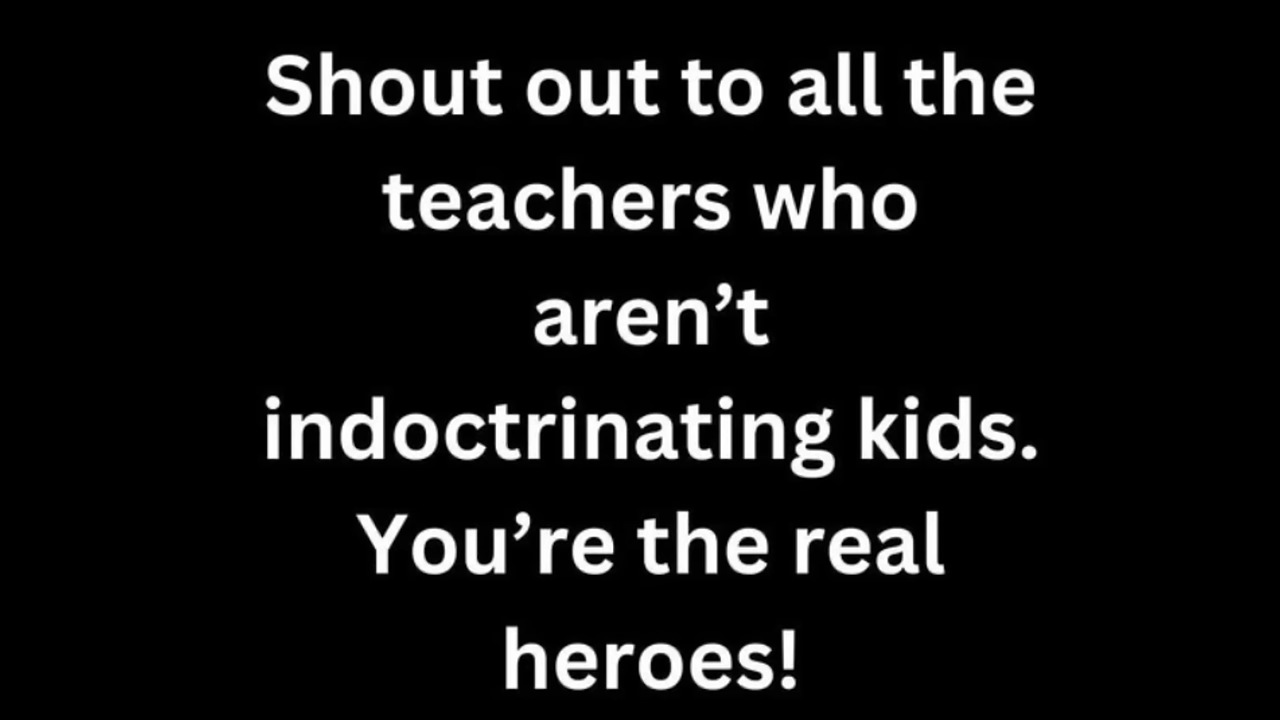 Shout out to all the
teachers who
aren’t
indoctrinating kids.
You’re the real
heroes!